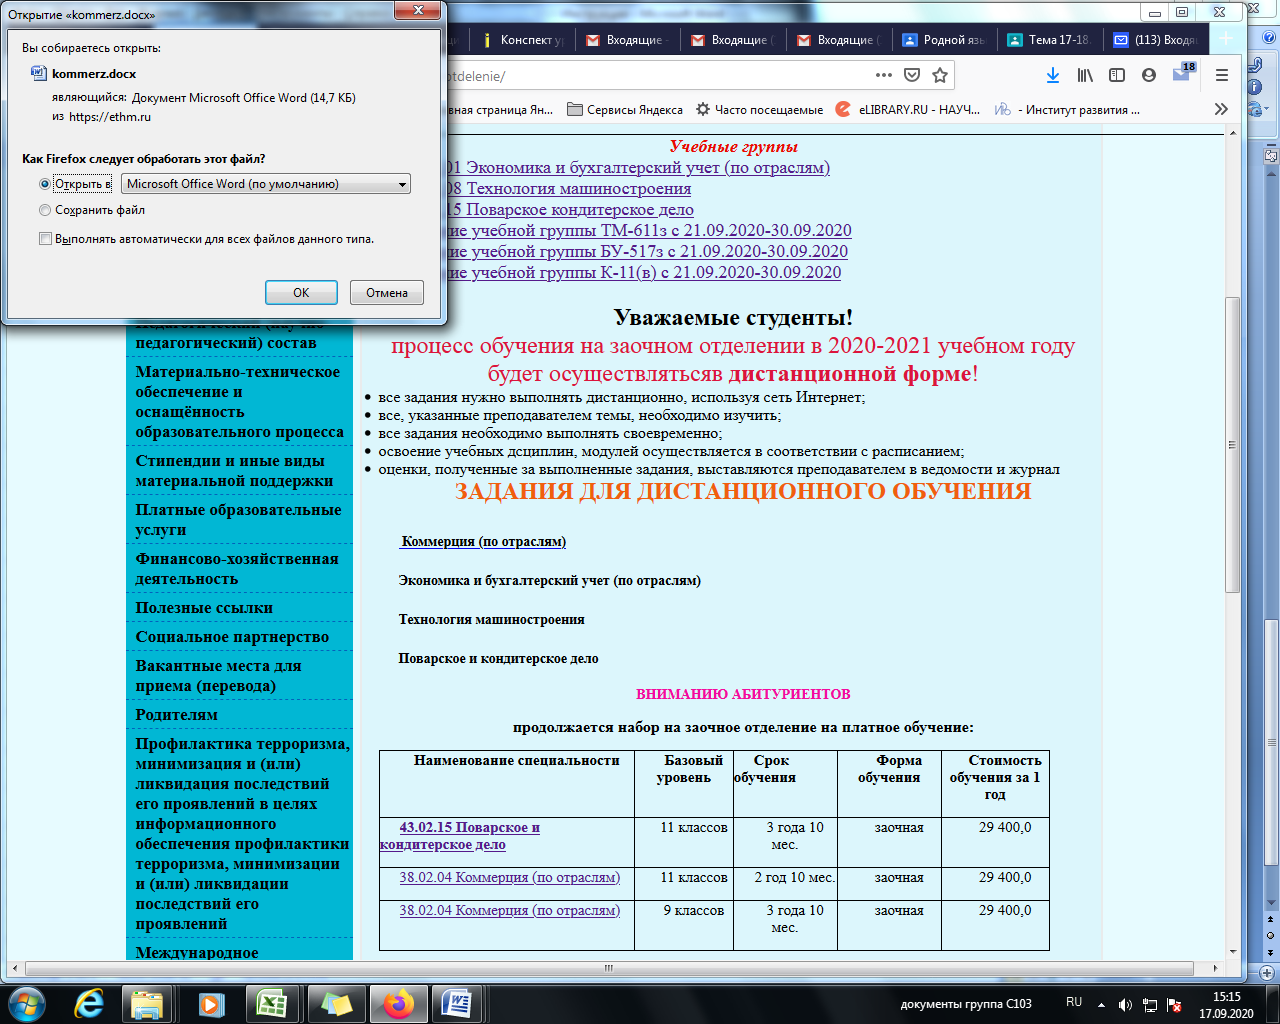 Открытие «kommerz.docx»
Вы собираетесь открыть:
kommerz.docx
являющийся: Документ Microsoft Office Word (14,7 КБ)
из https://ethm.ru
Как Firefox следует обработать этот файл?
Открыть в
Microsoft Office Word (по умолчанию)
Сохранить файл
Выполнять автоматически для всех файлов данного типа.
ОК
Отмена
Конспект ур
Входящие -
Входящие (
Входящие (
Родной язы
Тема 17-18.
(113) Входящ
otdelenie/
18
вная страница Ян...
Сервисы Яндекса
Часто посещаемые
eLIBRARY.RU - НАУЧ...
- Институт развития ...
Учебные группы
01 Экономика и бухгалтерский учет (по отраслям)
08 Технология машиностроения
15 Поварское кондитерское дело
ние учебной группы ТМ-611з с 21.09.2020-30.09.2020
ние учебной группы БУ-517з с 21.09.2020-30.09.2020
ние учебной группы К-11(в) с 21.09.2020-30.09.2020
Уважаемые студенты!
процесс обучения на заочном отделении в 2020-2021 учебном году
будет осуществлятьсяв дистанционной форме!
все задания нужно выполнять дистанционно, используя сеть Интернет;
все, указанные преподавателем темы, необходимо изучить;
все задания необходимо выполнять своевременно;
освоение учебных дсциплин, модулей осуществляется в соответствии с расписанием;
оценки, полученные за выполненные задания, выставляются преподавателем в ведомости и журнал
ЗАДАНИЯ ДЛЯ ДИСТАНЦИОННОГО ОБУЧЕНИЯ
Коммерция (по отраслям)
Экономика и бухгалтерский учет (по отраслям)
Технология машиностроения
Поварское и кондитерское дело
ВНИМАНИЮ АБИТУРИЕНТОВ
продолжается набор на заочное отделение на платное обучение:
Наименование специальности
Базовый
уровень
Срок
обучения
Форма
обучения
Стоимость
обучения за 1
год
43.02.15 Поварское и
кондитерское дело
11 классов
3 года 10
мес.
заочная
29 400,0
38.02.04 Коммерция (по отраслям)
11 классов
2 год 10 мес.
заочная
29 400,0
38.02.04 Коммерция (по отраслям)
9 классов
3 года 10
мес.
заочная
29 400,0
педагогический) состав
Материально-техническое
обеспечение и
оснащённость
образовательного процесса
Стипендии и иные виды
материальной поддержки
Платные образовательные
услуги
Финансово-хозяйственная
деятельность
Полезные ссылки
Социальное партнерство
Вакантные места для
приема (перевода)
Родителям
Профилактика терроризма,
минимизация и (или)
ликвидация последствий
его проявлений в целях
информационного
обеспечения профилактики
терроризма, минимизации
и (или) ликвидации
последствий его
проявлений
Международное
документы группа С103
RU
15:15
17.09.2020